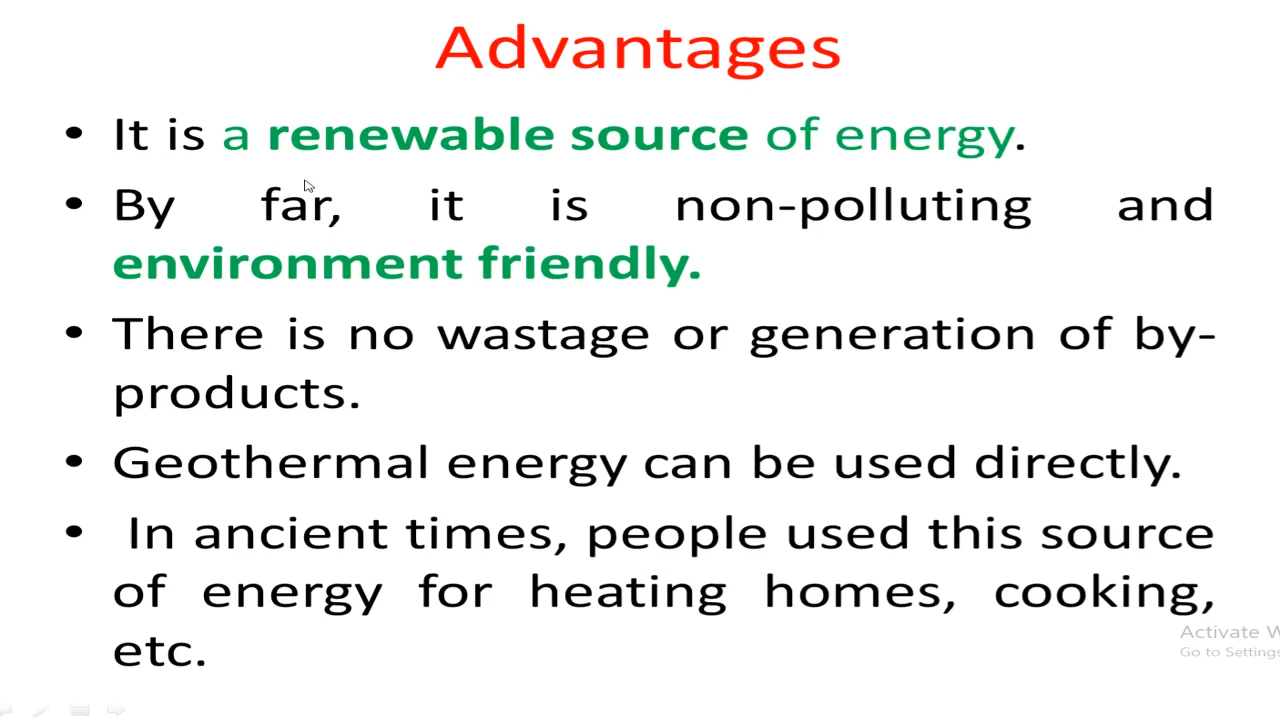 Advantages
• It is a renewable source of energy.
• By far, it is non-polluting and
environment friendly.
• There is no wastage or generation of by-
products.
• Geothermal energy can be used directly.
• In ancient times, people used this source
of energy for heating homes, cooking,
etc.
Activate W
Go to Settings